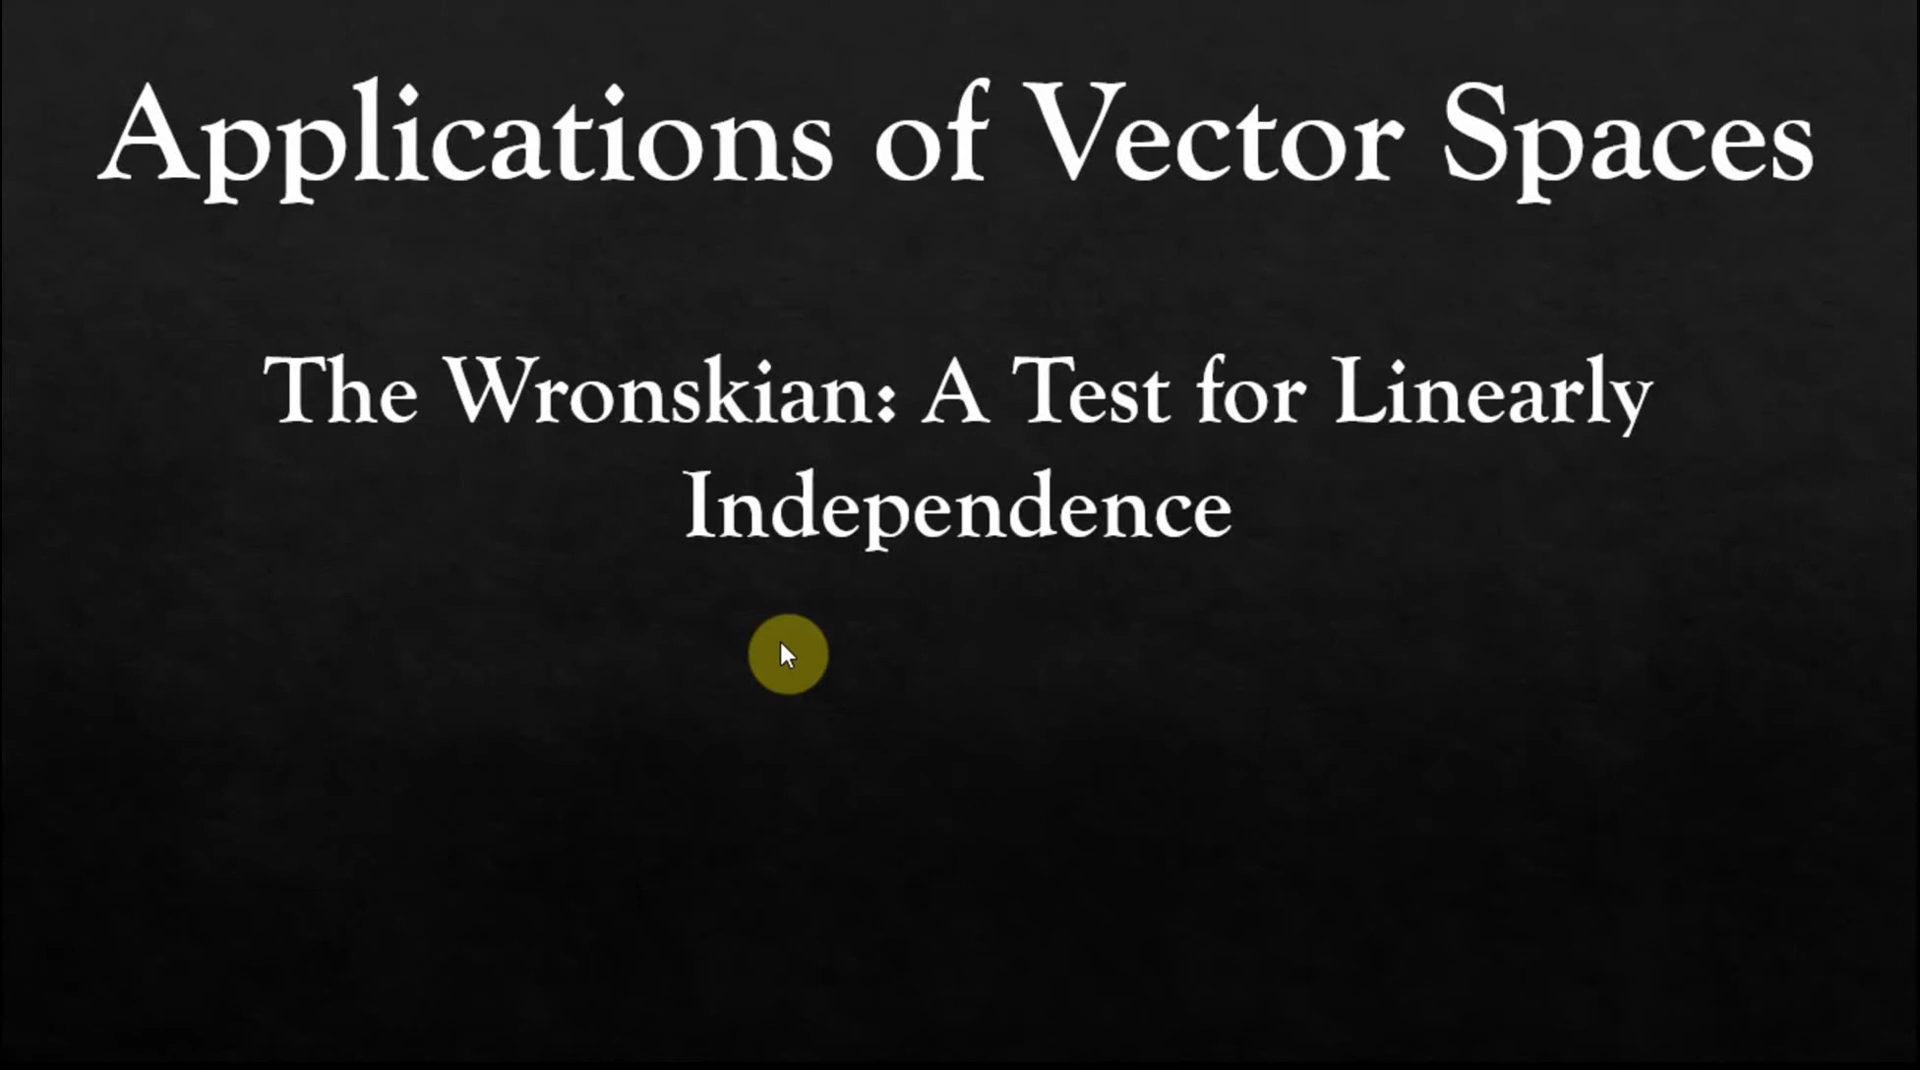 Applications of Vector Spaces
The Wronskian: A Test for Linearly
Independence